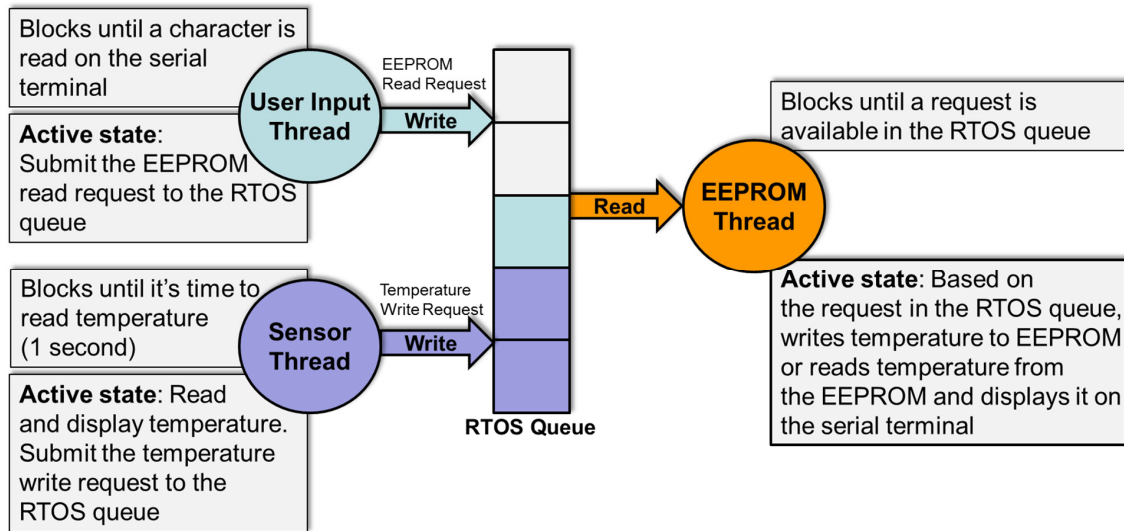 Blocks until a character is
read on the serial
terminal
Active state:
Submit the EEPROM
read request to the RTOS
queue
User Input
Thread
EEPROM
Read Request
Write
Blocks until it's time to
read temperature
(1 second)
Active state: Read
and display temperature.
Submit the temperature
write request to the
RTOS queue
Sensor
Thread
Temperature
Write Request
Write
RTOS Queue
Read
EEPROM
Thread
Blocks until a request is
available in the RTOS queue
Active state: Based on
the request in the RTOS queue,
writes temperature to EEPROM
or reads temperature from
the EEPROM and displays it on
the serial terminal